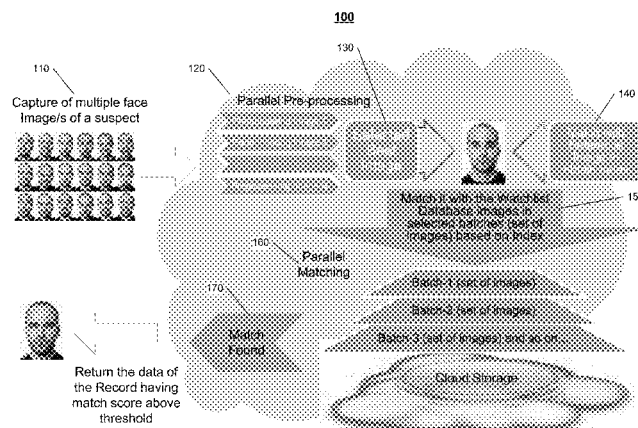 100
110
Capture of multiple face
Image/s of a suspect
120
Parallel Pre-processing
130
140
Match it with the Watchlist
Database images in
selected batches (set of
images) based on Index
15
160
Parallel
Matching
170
Match
Found
Batch-1 (set of images)
Batch-2 (set of images)
Batch-3 (set of images) and so on...
Cloud Storage
Return the data of
the Record having
match score above
threshold